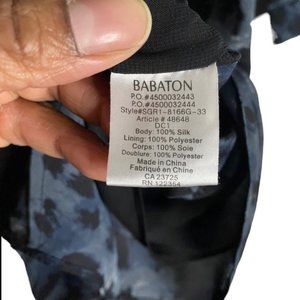 BABATON
P.O.#4500032443
P.O.#4500032444
Style#SGR1-8166G-33
Article # 48648
DC1
Body: 100% Silk
Lining: 100% Polyester
Corps: 100% Soie
Doublure: 100% Polyester
Made in China
Fabriqué en Chine
CA 23725
RN 122364